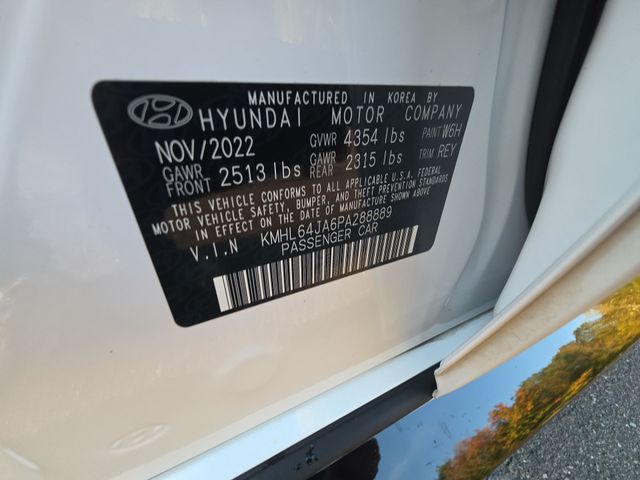 MANUFACTURED IN KOREA BY
HYUNDAI MOTOR COMPANY
NOV/2022 GVWR 4354 lbs PAINT W6H
GAWR FRONT 2513 lbs GAWR REAR 2315 lbs TRIM REY
THIS VEHICLE CONFORMS TO ALL APPLICABLE U.S.A. FEDERAL
MOTOR VEHICLE SAFETY, BUMPER, AND THEFT PREVENTION STANDARDS
IN EFFECT ON THE DATE OF MANUFACTURE SHOWN ABOVE
V.I.N KMHL64JA6PA288889
PASSENGER CAR